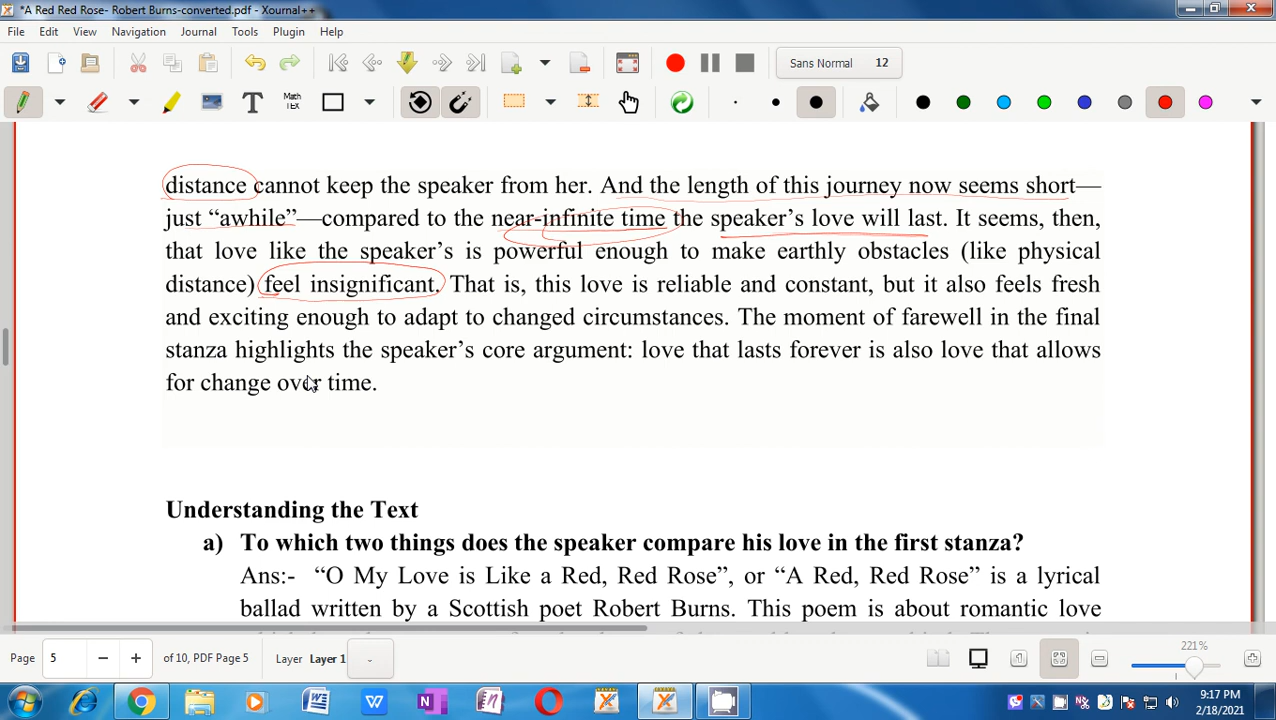 *A Red Red Rose- Robert Burns-converted.pdf - Xournal++
File Edit View Navigation Journal Tools Plugin Help
Sans Normal 12
Math
TEX
distance cannot keep the speaker from her. And the length of this journey now seems short—
just “awhile”—compared to the near-infinite time the speaker’s love will last. It seems, then,
that love like the speaker’s is powerful enough to make earthly obstacles (like physical
distance) feel insignificant. That is, this love is reliable and constant, but it also feels fresh
and exciting enough to adapt to changed circumstances. The moment of farewell in the final
stanza highlights the speaker’s core argument: love that lasts forever is also love that allows
for change over time.
Understanding the Text
a) To which two things does the speaker compare his love in the first stanza?
Ans:- “O My Love is Like a Red, Red Rose”, or “A Red, Red Rose” is a lyrical
ballad written by a Scottish poet Robert Burns. This poem is about romantic love
Page 5 of 10, PDF Page 5 Layer Layer 1 221%
9:17 PM
2/18/2021